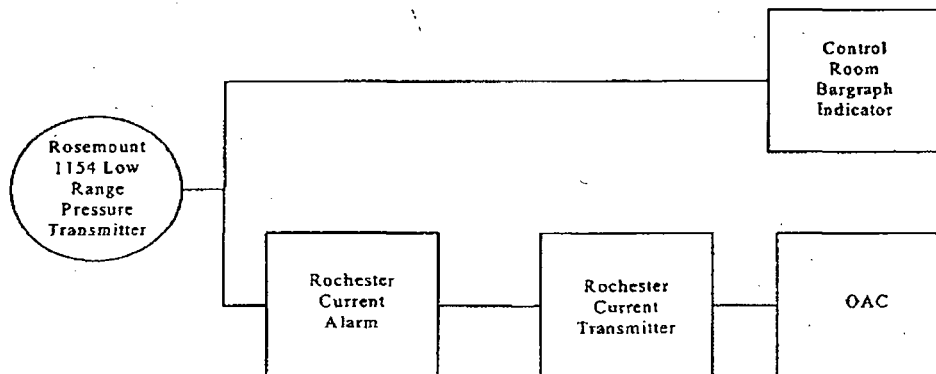 Control
Room
Bargraph
Indicator
Rosemount
1154 Low
Range
Pressure
Transmitter
Rochester
Current
Alarm
Rochester
Current
Transmitter
OAC